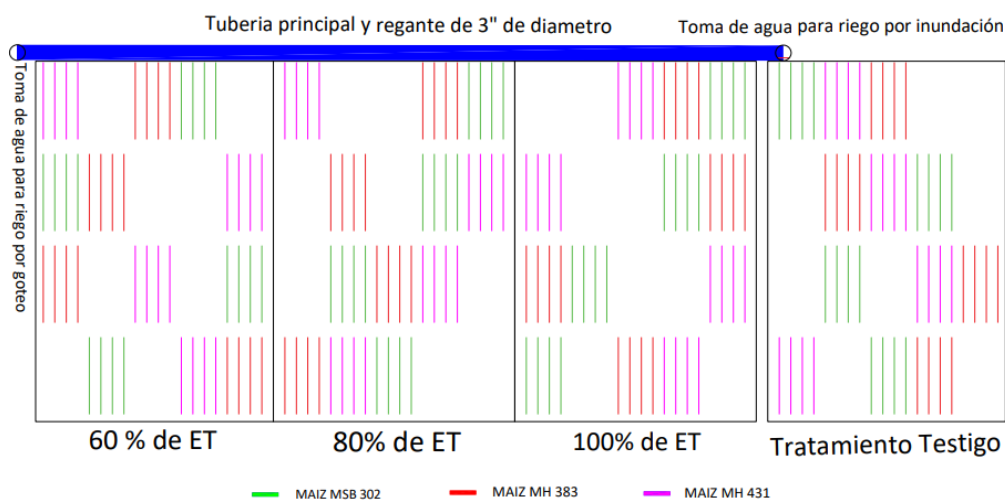 Tuberia principal y regante de 3" de diametro
Toma de agua para riego por inundación
Toma de agua para riego por goteo
60 % de ET
80% de ET
100% de ET
Tratamiento Testigo
MAIZ MSB 302
MAIZ MH 383
MAIZ MH 431